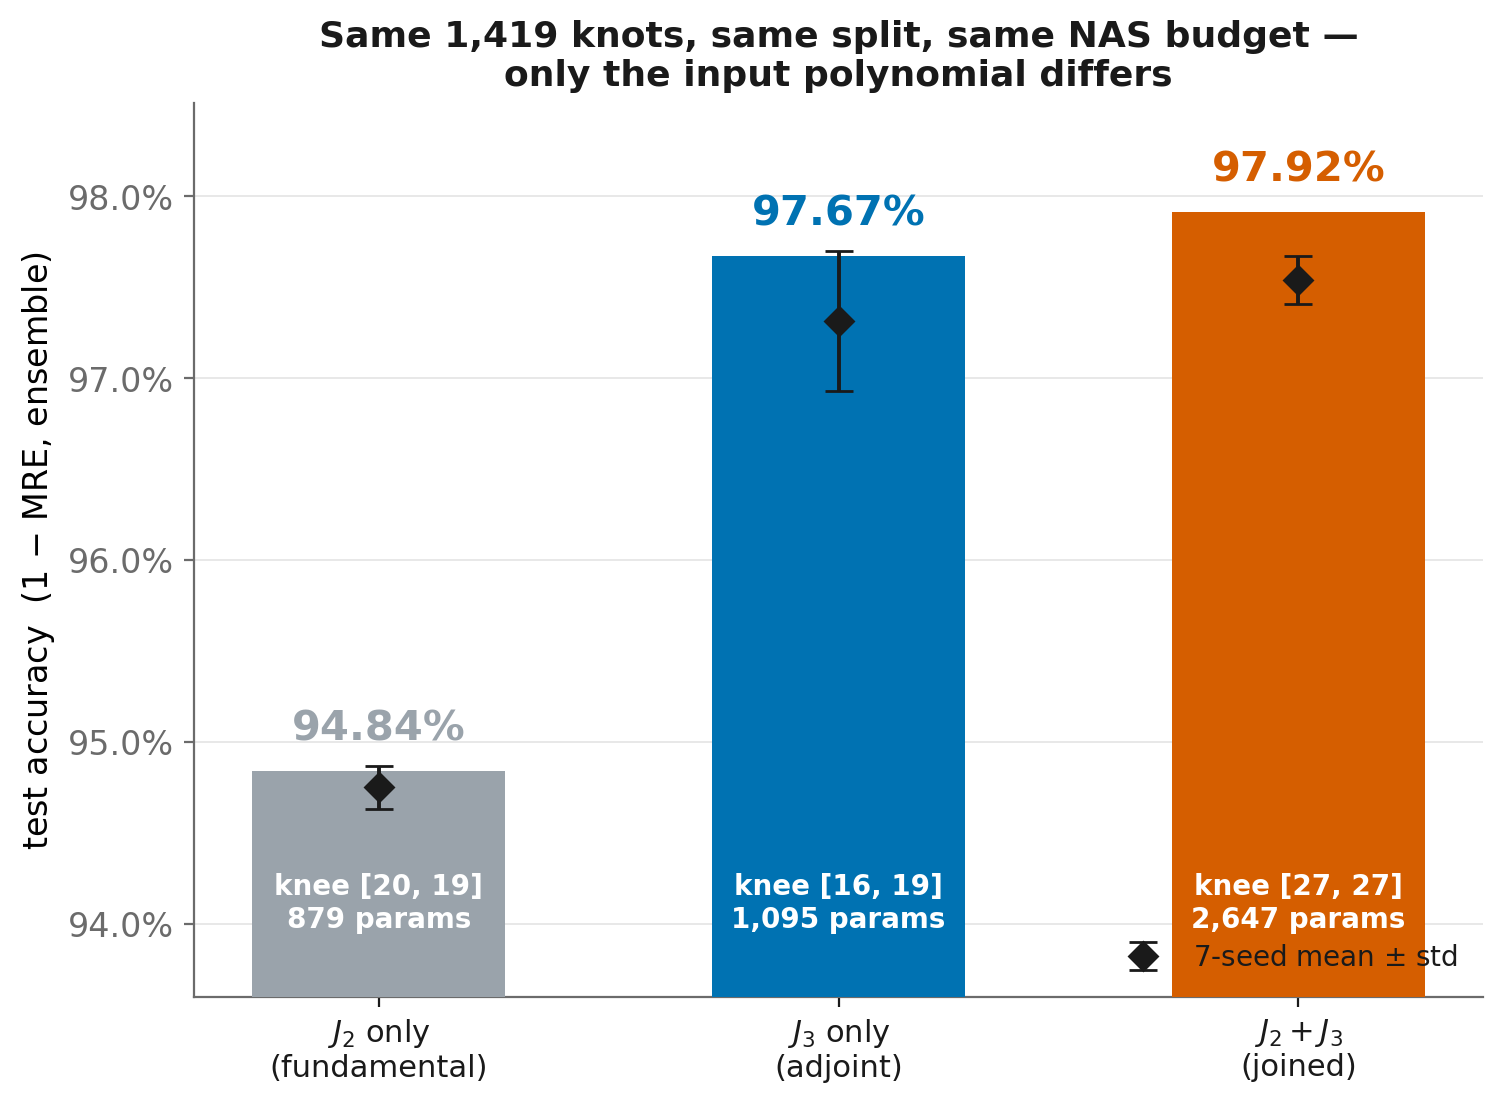 Same 1,419 knots, same split, same NAS budget —
only the input polynomial differs
test accuracy (1 − MRE, ensemble)
98.0%
97.0%
96.0%
95.0%
94.0%
94.84%
97.67%
97.92%
knee [20, 19]
879 params
knee [16, 19]
1,095 params
knee [27, 27]
2,647 params
7-seed mean ± std
J₂ only
(fundamental)
J₃ only
(adjoint)
J₂ + J₃
(joined)